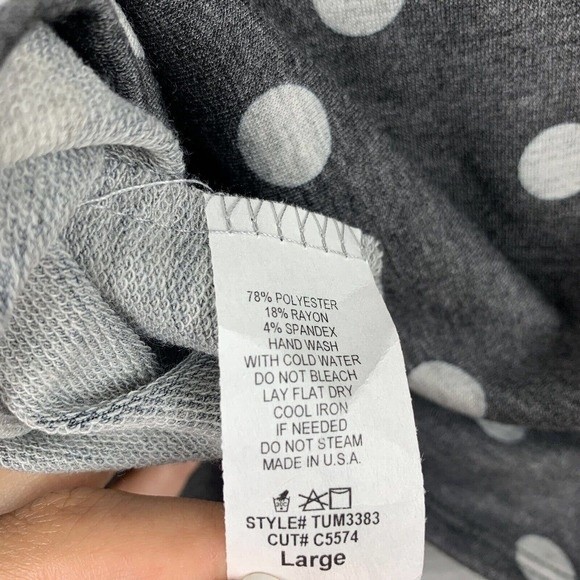 78% POLYESTER
18% RAYON
4% SPANDEX
HAND WASH
WITH COLD WATER
DO NOT BLEACH
LAY FLAT DRY
COOL IRON
IF NEEDED
DO NOT STEAM
MADE IN U.S.A.
STYLE# TUM3383
CUT# C5574
Large